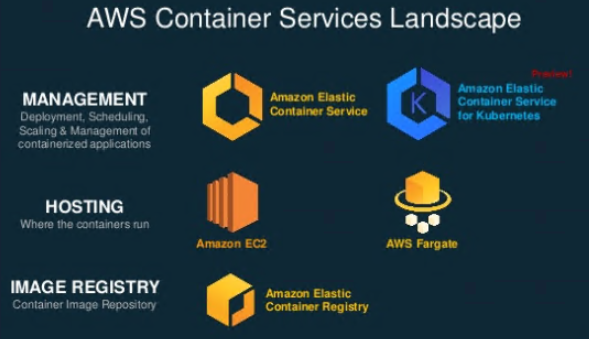 AWS Container Services Landscape
MANAGEMENT
Deployment, Scheduling,
Scaling & Management of
containerized applications
Amazon Elastic
Container Service
Preview!
Amazon Elastic
Container Service
for Kubernetes
K
HOSTING
Where the containers run
Amazon EC2
AWS Fargate
IMAGE REGISTRY
Container Image Repository
Amazon Elastic
Container Registry